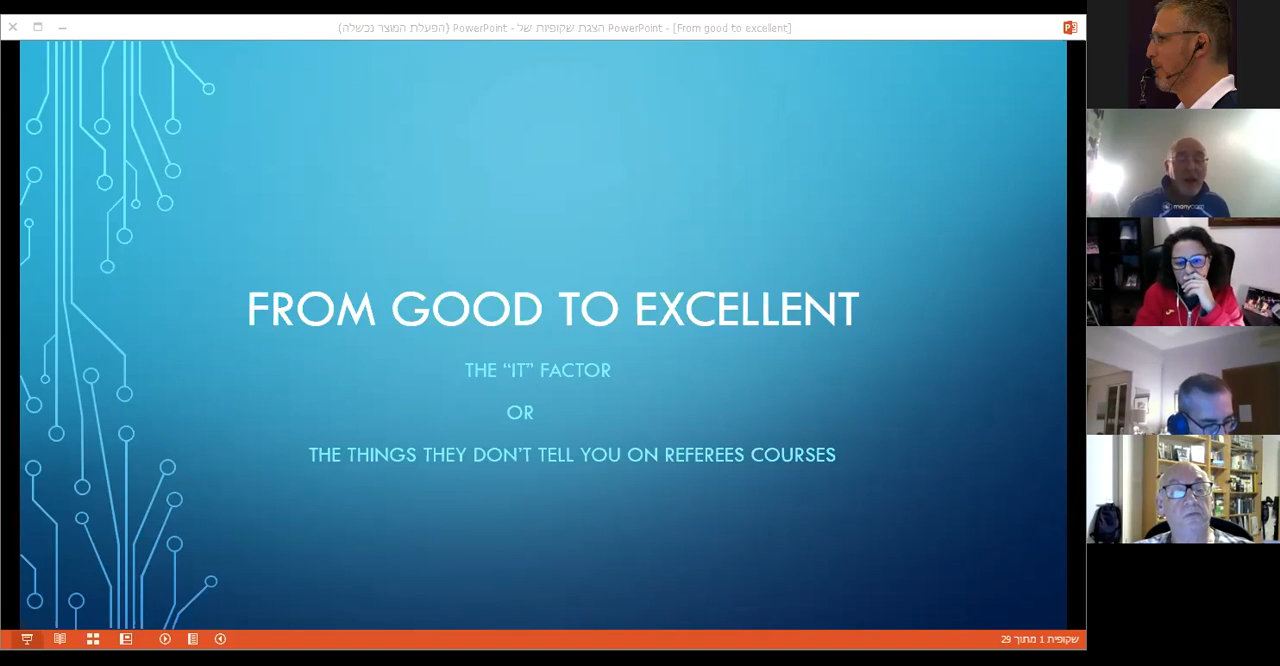 הצגת שקופיות של PowerPoint - [From good to excellent] - PowerPoint (הפעלת המוצר נכשלה)
FROM GOOD TO EXCELLENT
THE “IT” FACTOR
OR
THE THINGS THEY DON’T TELL YOU ON REFEREES COURSES
manycam
שקופית 1 מתוך 29